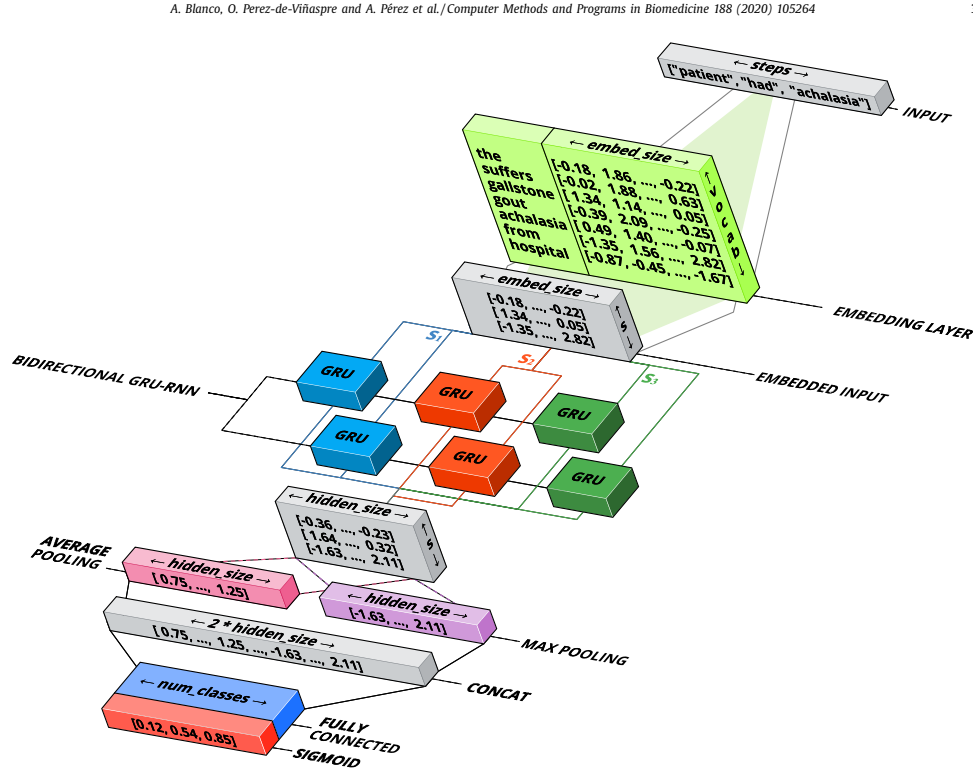 A. Blanco, O. Perez-de-Viñaspre and A. Pérez et al. / Computer Methods and Programs in Biomedicine 188 (2020) 105264
← steps →
["patient","had", "achalasia"]
INPUT
← embed_size →
the [-0.18, 1.86, ..., -0.22]
suffers [-0.02, 1.88, ..., 0.63]
gallstone [ 1.34, 1.14, ..., 0.05]
gout [-0.39, 2.09, ..., -0.25]
achalasia [ 0.49, 1.40, ..., -0.07]
from [-1.35, 1.56, ..., 2.82]
hospital [-0.87, -0.45, ..., -1.67]
← vocab →
EMBEDDING LAYER
← embed_size →
[-0.18, ..., -0.22]
[ 1.34, ..., 0.05]
[-1.35, ..., 2.82]
← s →
EMBEDDED INPUT
S1
S2
S3
BIDIRECTIONAL GRU-RNN
GRU
GRU
GRU
GRU
GRU
GRU
← hidden_size →
[-0.36, ..., -0.23]
[ 1.64, ..., 0.32]
[-1.63, ..., 2.11]
← s →
AVERAGE
POOLING
← hidden_size →
[ 0.75, ..., 1.25]
← hidden_size →
[-1.63, ..., 2.11]
MAX POOLING
← 2 * hidden_size →
[ 0.75, ..., 1.25, ..., -1.63, ..., 2.11]
CONCAT
← num_classes →
FULLY
CONNECTED
[0.12, 0.54, 0.85]
SIGMOID